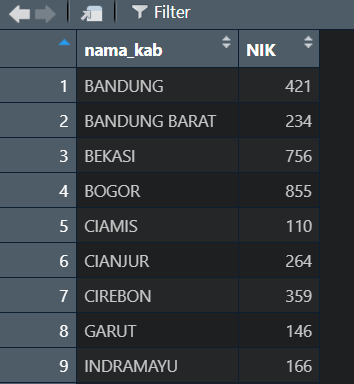 Filter
nama_kab NIK
1 BANDUNG 421
2 BANDUNG BARAT 234
3 BEKASI 756
4 BOGOR 855
5 CIAMIS 110
6 CIANJUR 264
7 CIREBON 359
8 GARUT 146
9 INDRAMAYU 166